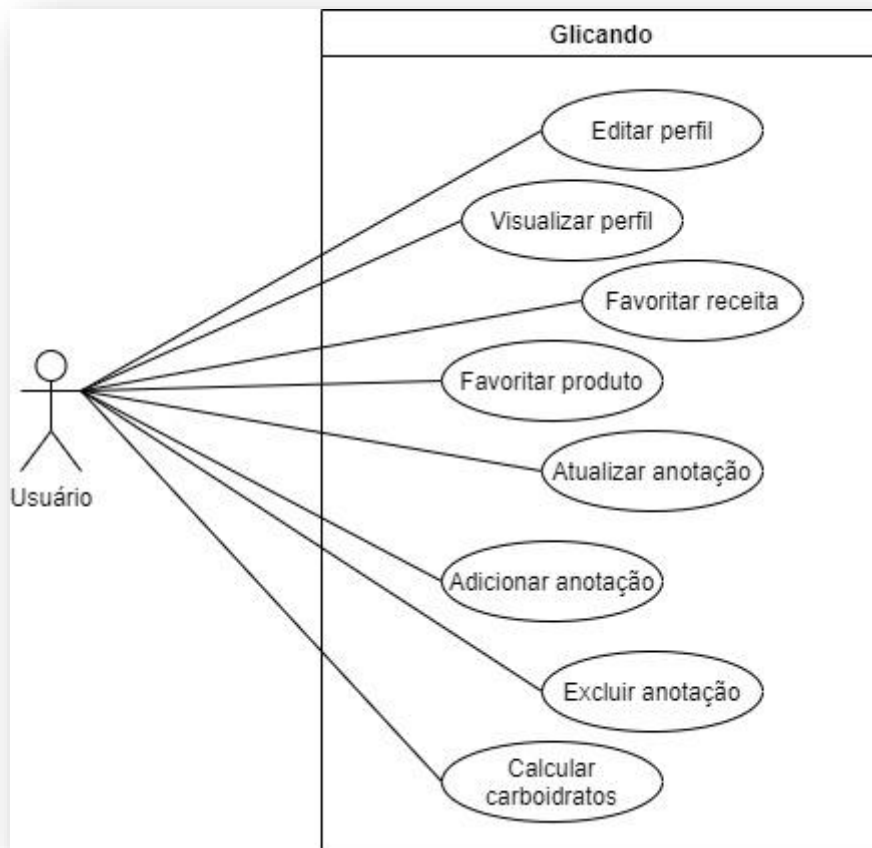 Glicando
Editar perfil
Visualizar perfil
Favoritar receita
Favoritar produto
Atualizar anotação
Usuário
Adicionar anotação
Excluir anotação
Calcular
carboidratos